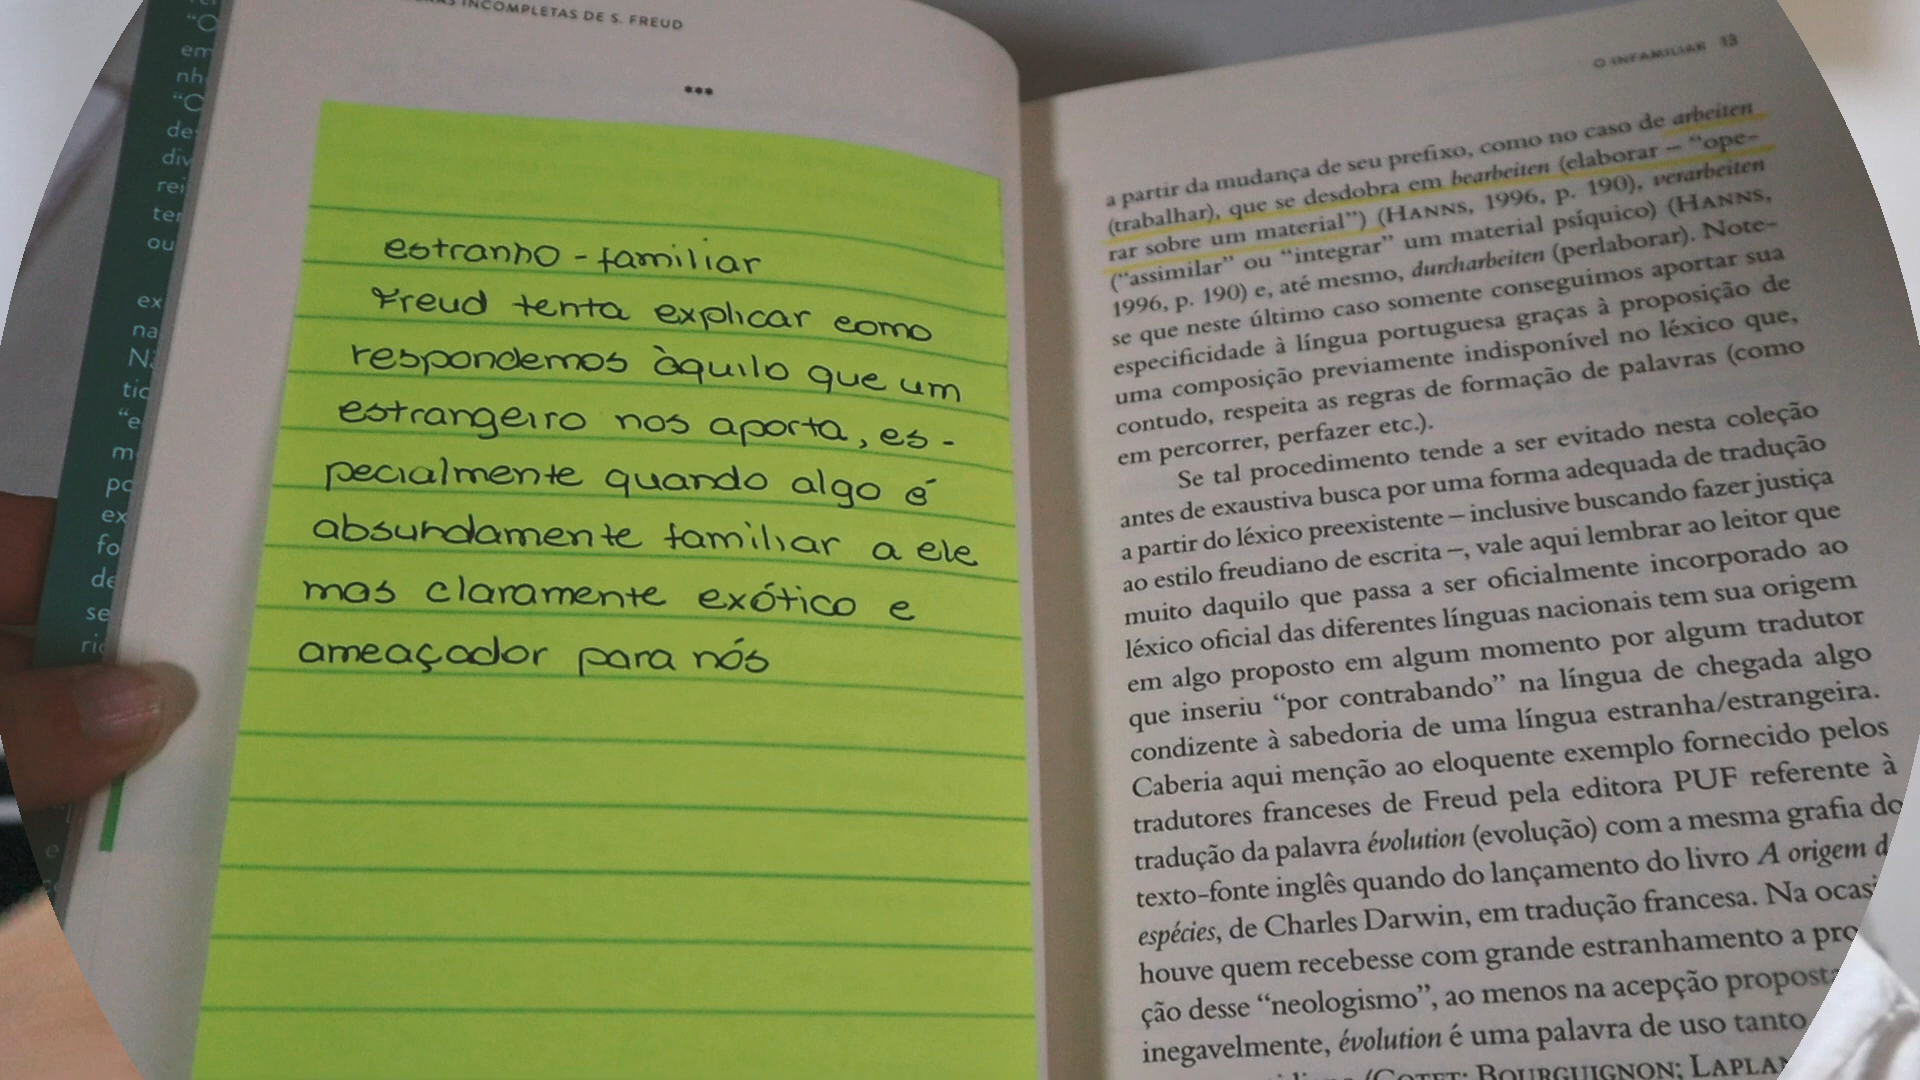 INCOMPLETAS DE S. FREUD
•••
estranho - familiar
Freud tenta explicar como
respondemos àquilo que um
estrangeiro nos aporta, es-
pecialmente quando algo é
absurdamente familiar a ele
mas claramente exótico e
ameaçador para nós
O INFAMILIAR 13
a partir da mudança de seu prefixo, como no caso de arbeiten
(trabalhar), que se desdobra em bearbeiten (elaborar – “ope-
rar sobre um material”) (HANNS, 1996, p. 190), verarbeiten
(“assimilar” ou “integrar” um material psíquico) (HANNS,
1996, p. 190) e, até mesmo, durcharbeiten (perlaborar). Note-
se que neste último caso somente conseguimos aportar sua
especificidade à língua portuguesa graças à proposição de
uma composição previamente indisponível no léxico que,
contudo, respeita as regras de formação de palavras (como
em percorrer, perfazer etc.).
Se tal procedimento tende a ser evitado nesta coleção
antes de exaustiva busca por uma forma adequada de tradução
a partir do léxico preexistente – inclusive buscando fazer justiça
ao estilo freudiano de escrita –, vale aqui lembrar ao leitor que
muito daquilo que passa a ser oficialmente incorporado ao
léxico oficial das diferentes línguas nacionais tem sua origem
em algo proposto em algum momento por algum tradutor
que inseriu “por contrabando” na língua de chegada algo
condizente à sabedoria de uma língua estranha/estrangeira.
Caberia aqui menção ao eloquente exemplo fornecido pelos
tradutores franceses de Freud pela editora PUF referente à
tradução da palavra évolution (evolução) com a mesma grafia do
texto-fonte inglês quando do lançamento do livro A origem d
espécies, de Charles Darwin, em tradução francesa. Na ocasi
houve quem recebesse com grande estranhamento a pro
ção desse “neologismo”, ao menos na acepção proposta
inegavelmente, évolution é uma palavra de uso tanto
(COTET; BOURGUIGNON; LAPLAN